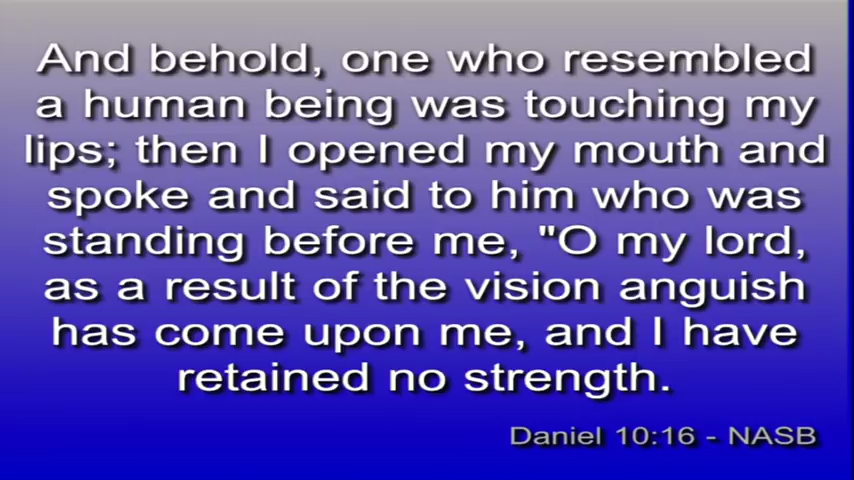 And behold, one who resembled
a human being was touching my
lips; then I opened my mouth and
spoke and said to him who was
standing before me, "O my lord,
as a result of the vision anguish
has come upon me, and I have
retained no strength.
Daniel 10:16 - NASB